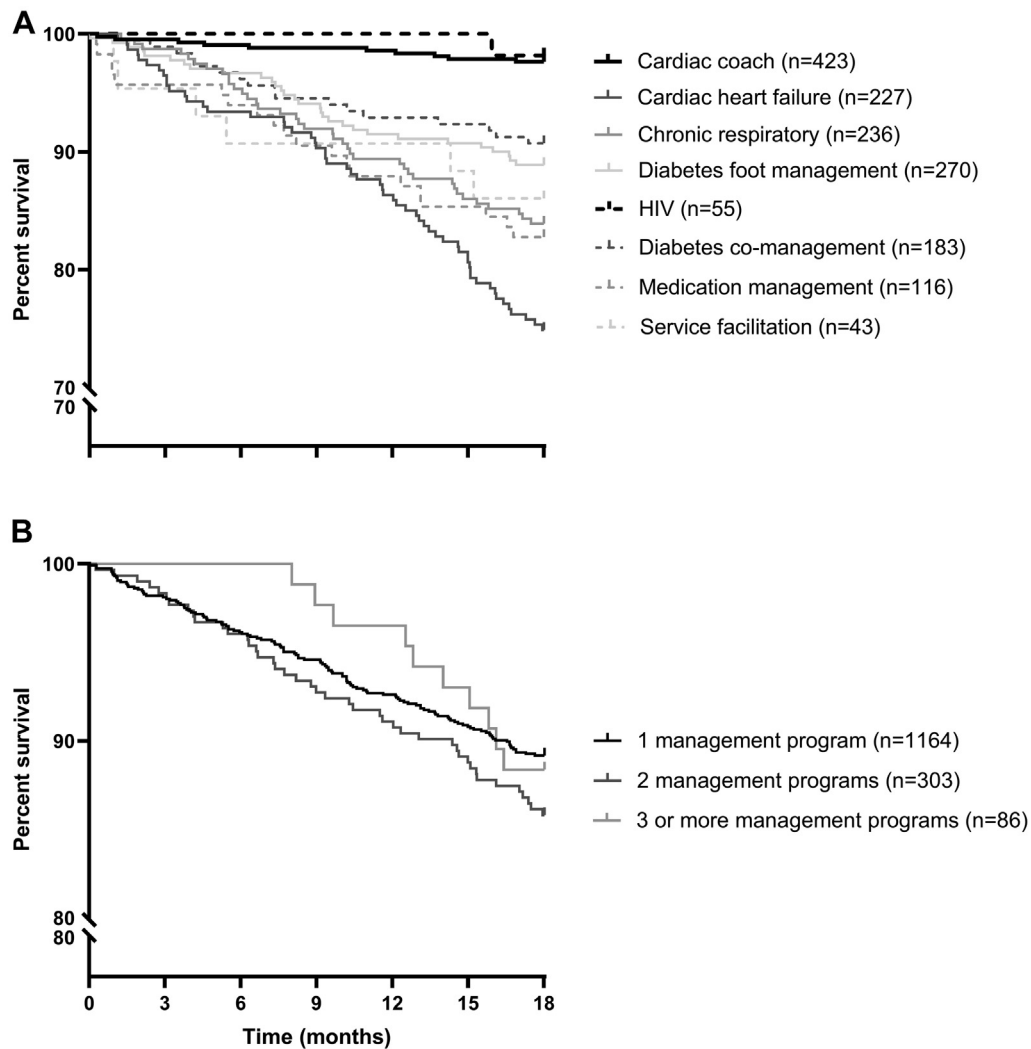 A
Percent survival
100
90
80
70
70
Cardiac coach (n=423)
Cardiac heart failure (n=227)
Chronic respiratory (n=236)
Diabetes foot management (n=270)
HIV (n=55)
Diabetes co-management (n=183)
Medication management (n=116)
Service facilitation (n=43)
B
Percent survival
100
90
80
80
1 management program (n=1164)
2 management programs (n=303)
3 or more management programs (n=86)
0 3 6 9 12 15 18
Time (months)